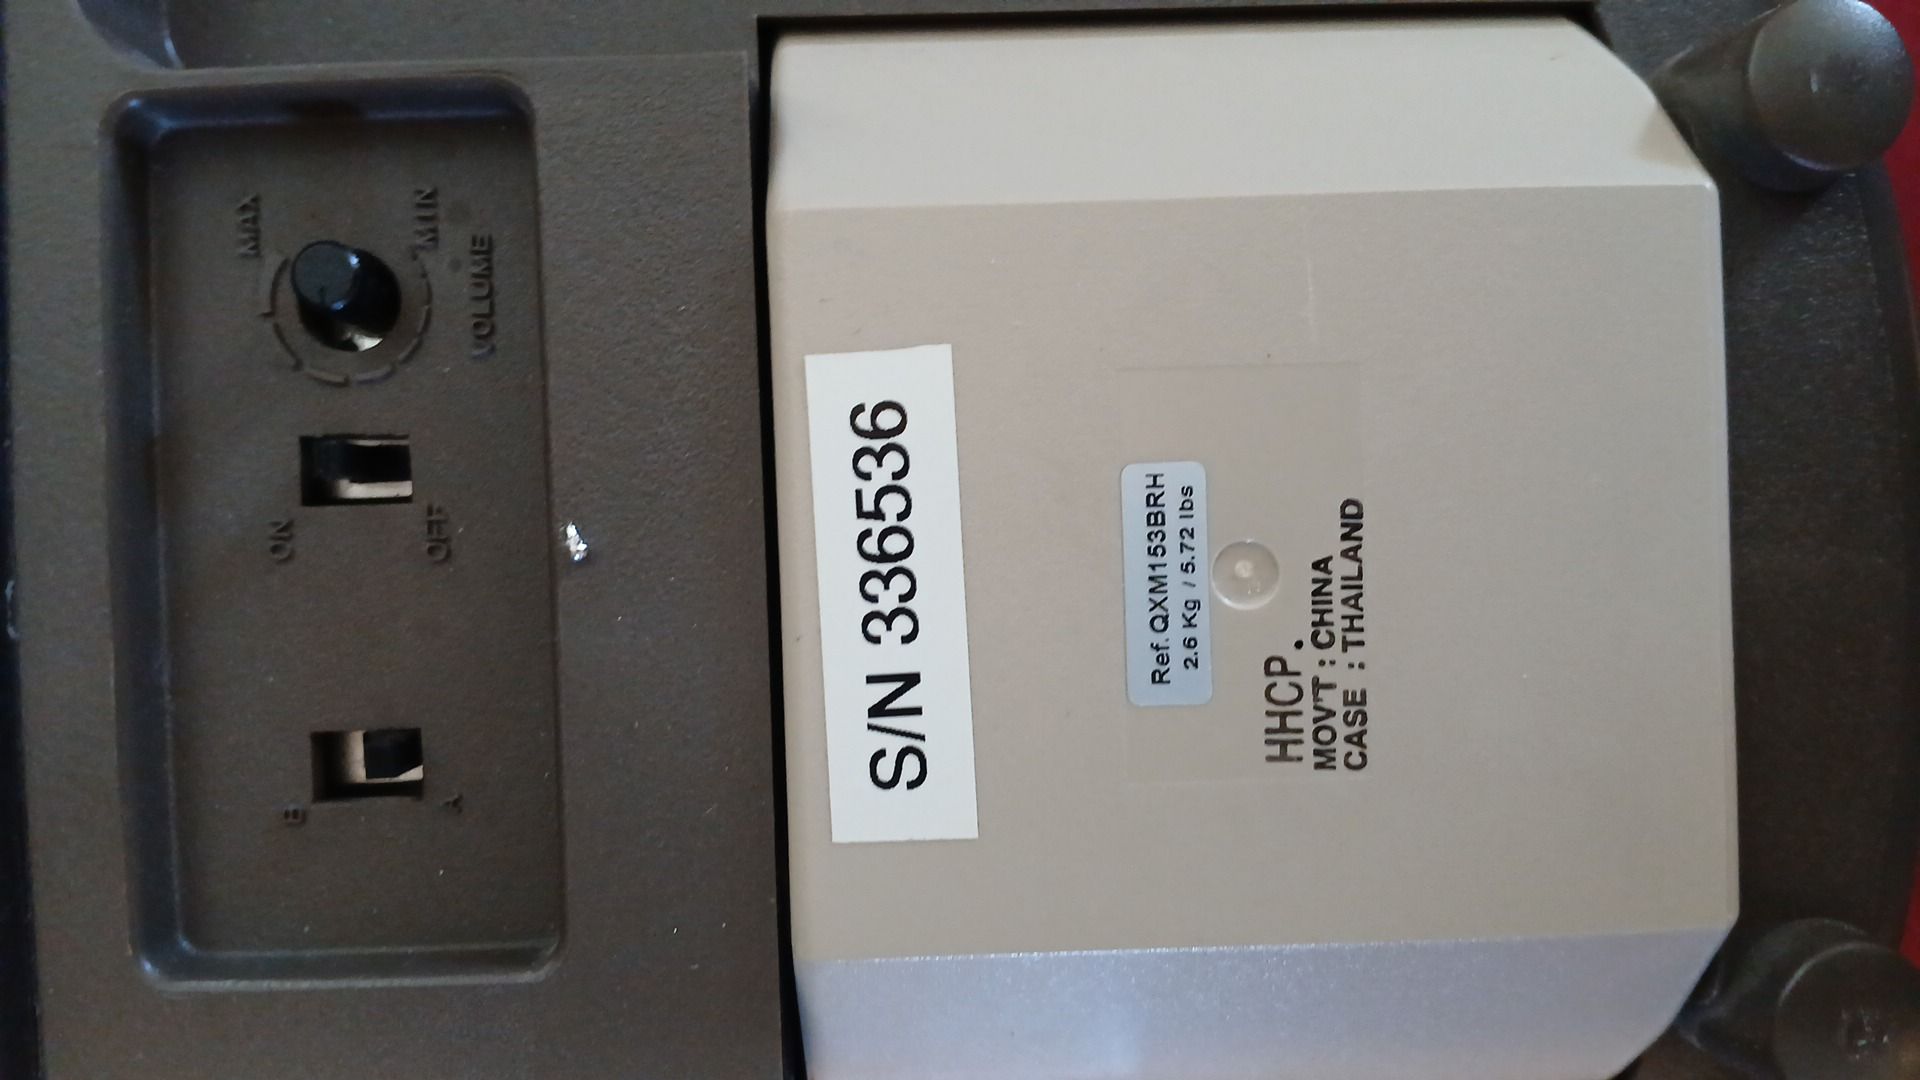 MAX
MIN
VOLUME
ON
OFF
B
A
S/N 336536
Ref. QXM153BRH
2.6 Kg / 5.72 lbs
HHCP.
MOV'T : CHINA
CASE : THAILAND